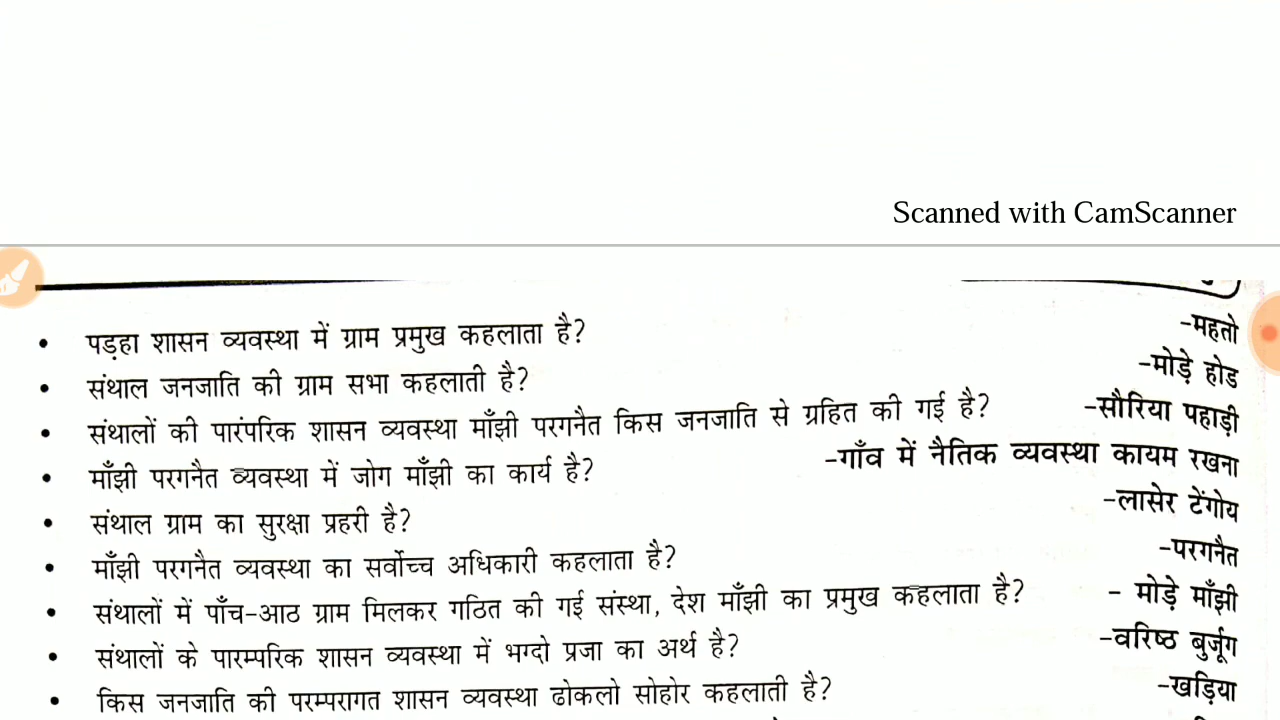 Scanned with CamScanner
• पड़हा शासन व्यवस्था में ग्राम प्रमुख कहलाता है? -महतो
• संथाल जनजाति की ग्राम सभा कहलाती है? -मोड़े होड
• संथालों की पारंपरिक शासन व्यवस्था माँझी परगनैत किस जनजाति से ग्रहित की गई है? -सौरिया पहाड़ी
• माँझी परगनैत व्यवस्था में जोग माँझी का कार्य है? -गाँव में नैतिक व्यवस्था कायम रखना
• संथाल ग्राम का सुरक्षा प्रहरी है? -लासेर टेंगोय
• माँझी परगनैत व्यवस्था का सर्वोच्च अधिकारी कहलाता है? -परगनैत
• संथालों में पाँच-आठ ग्राम मिलकर गठित की गई संस्था, देश माँझी का प्रमुख कहलाता है? - मोड़े माँझी
• संथालों के पारम्परिक शासन व्यवस्था में भग्दो प्रजा का अर्थ है? -वरिष्ठ बुर्जूग
• किस जनजाति की परम्परागत शासन व्यवस्था ढोकलो सोहोर कहलाती है? -खड़िया